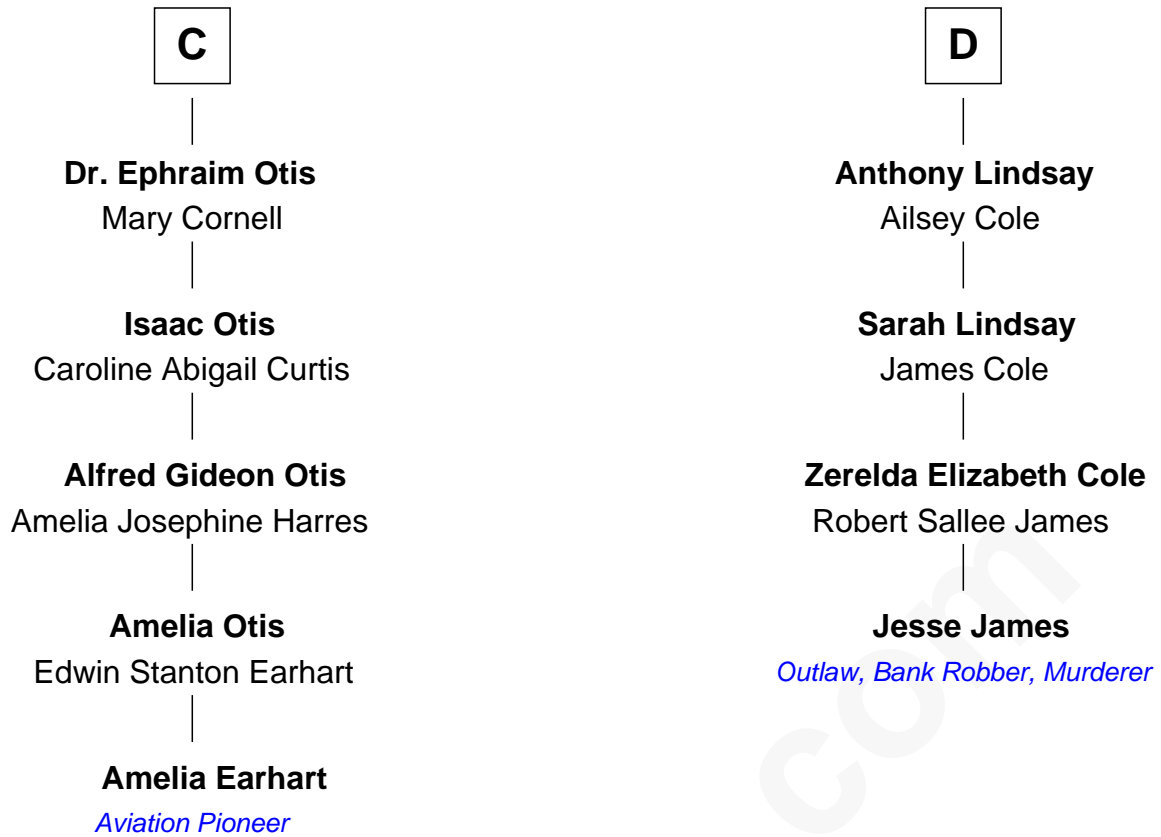 C
Dr. Ephraim Otis
Mary Cornell
Isaac Otis
Caroline Abigail Curtis
Alfred Gideon Otis
Amelia Josephine Harres
Amelia Otis
Edwin Stanton Earhart
Amelia Earhart
Aviation Pioneer
D
Anthony Lindsay
Ailsey Cole
Sarah Lindsay
James Cole
Zerelda Elizabeth Cole
Robert Sallee James
Jesse James
Outlaw, Bank Robber, Murderer
com